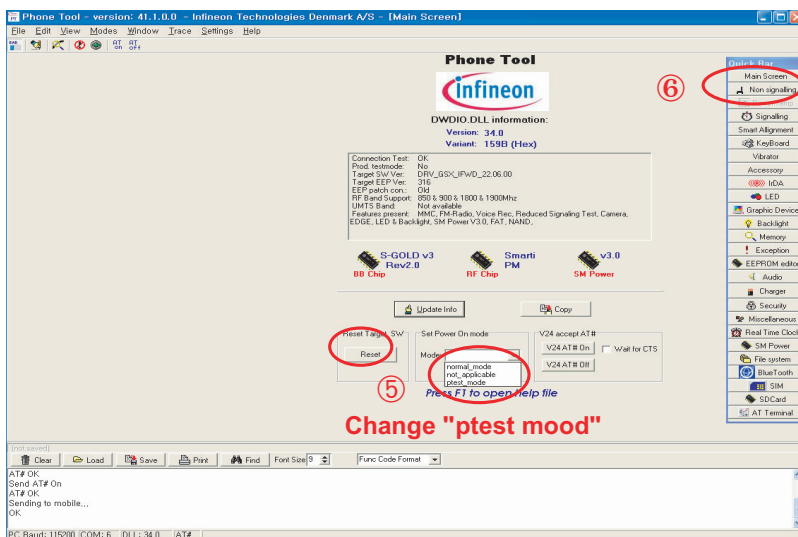 Phone Tool - version: 41.1.0.0 - Infineon Technologies Denmark A/S - [Main Screen]
File Edit View Modes Window Trace Settings Help
AT on AT off
Phone Tool
infineon
DWDIO.DLL information:
Version: 34.0
Variant: 159B (Hex)
Connection Test: OK
Prod. testmode: No
Target SW Ver: DRV_GSX_IFWD_22.06.00
Target EEP Ver: 316
EEP patch con.: Old
RF Band Support: 850 & 900 & 1800 & 1900Mhz
UMTS Band: Not available
Features present: MMC, FM-Radio, Voice Rec, Reduced Signaling Test, Camera,
EDGE, LED & Backlight, SM Power V3.0, FAT, NAND,
S-GOLD v3
Rev2.0
BB Chip
Smarti
PM
RF Chip
v3.0
SM Power
Update Info
Copy
Reset Target SW
Reset
Set Power On mode
Mode:
normal_mode
not_applicable
ptest_mode
V24 accept AT#
V24 AT# On
Wait for CTS
V24 AT# Off
⑤
Press F1 to open help file
Change "ptest mood"
⑥
Quick Bar
Main Screen
Non signalling
Signalling
Smart Allignment
KeyBoard
Vibrator
Accessory
IrDA
LED
Graphic Device
Backlight
Memory
Exception
EEPROM editor
Audio
Charger
Security
Miscellaneous
Real Time Clock
SM Power
File system
BlueTooth
SIM
SDCard
AT Terminal
(not saved)
Clear Load Save Print Find Font Size 9 Func Code Format
AT# OK
Send AT# On
AT# OK
Sending to mobile...
OK
PC Baud: 115200 COM: 6 DLL: 34.0 AT#